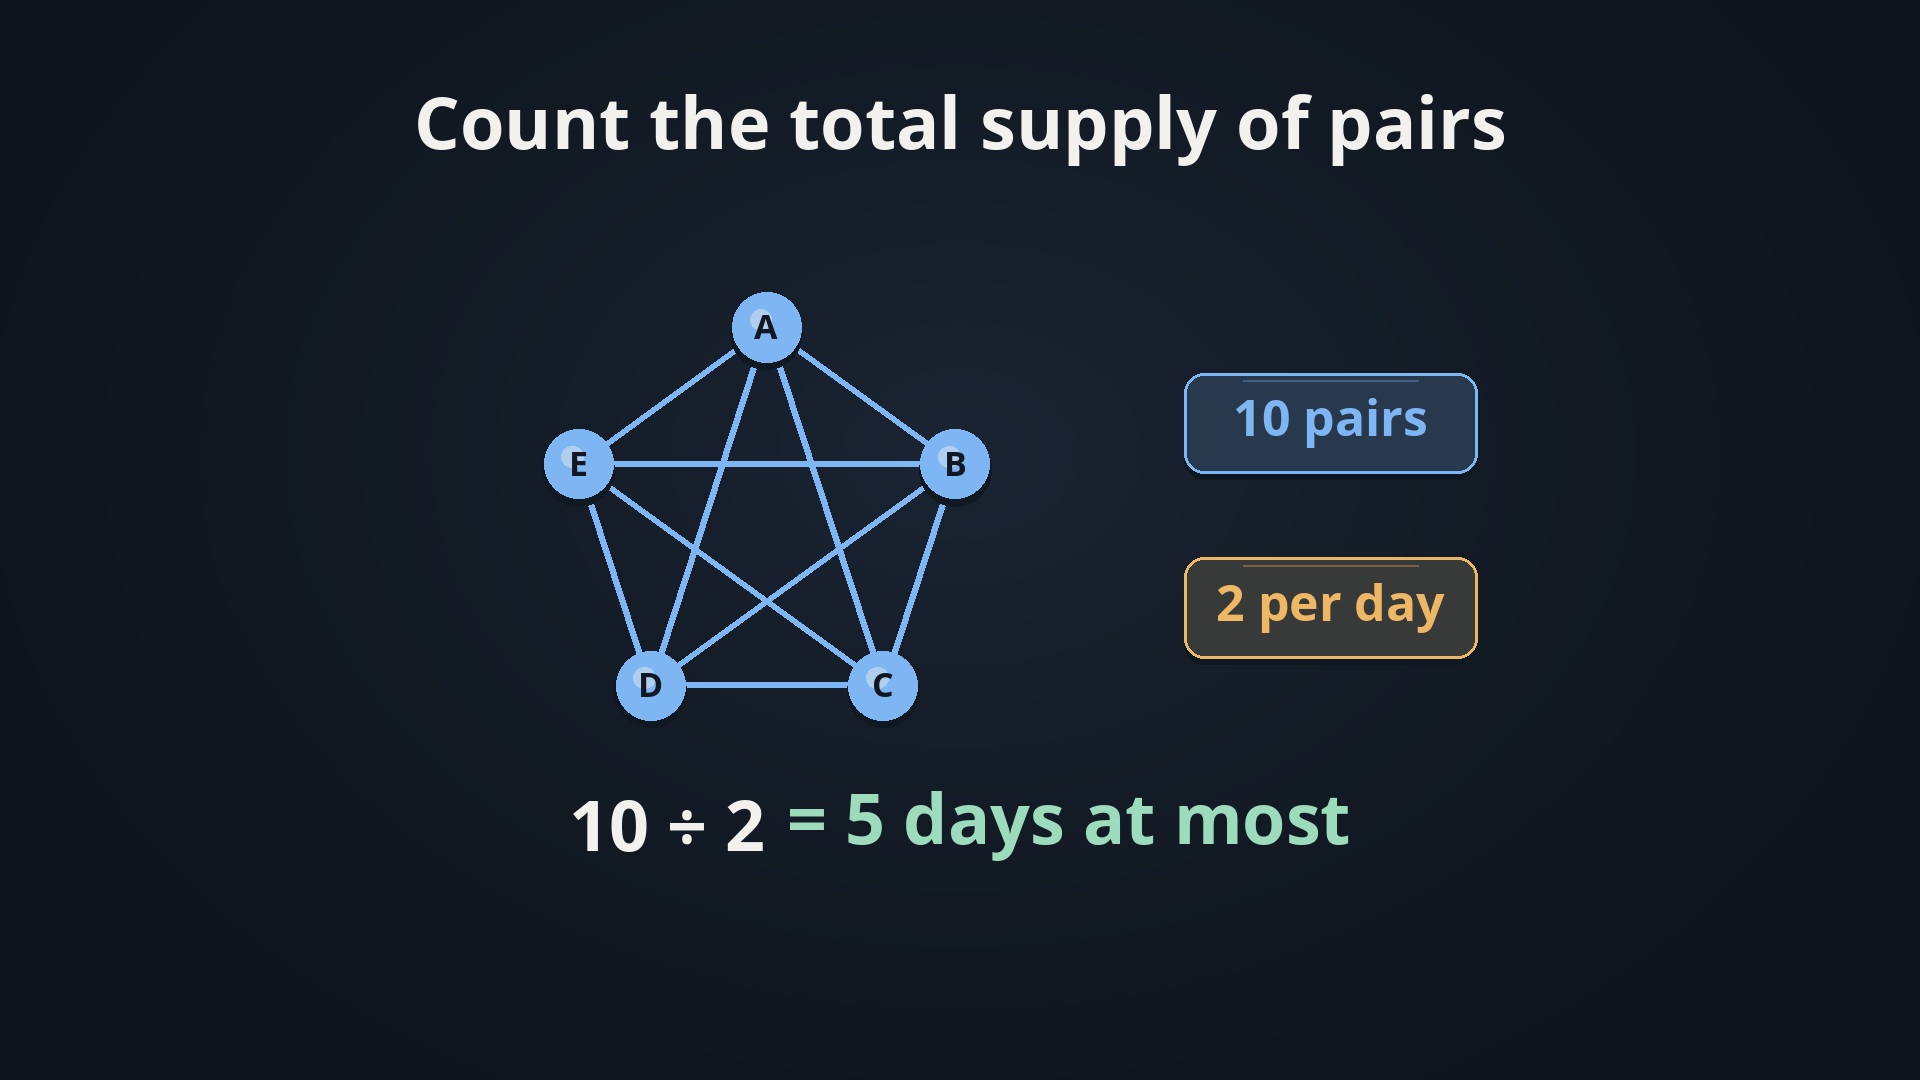 Count the total supply of pairs
A
E
B
D
C
10 pairs
2 per day
10 ÷ 2 = 5 days at most